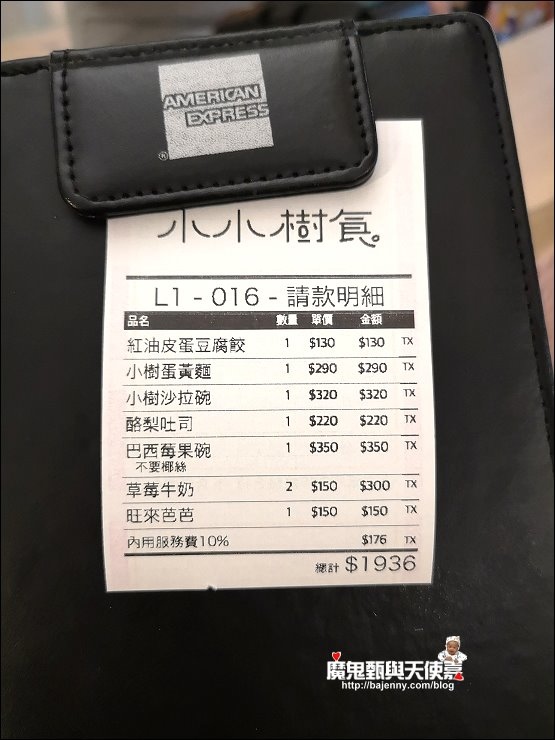 AMERICAN
EXPRESS
®
小小樹食。
L1 - 016 - 請款明細
品名 數量 單價 金額
紅油皮蛋豆腐餃 1 $130 $130 TX
小樹蛋黃麵 1 $290 $290 TX
小樹沙拉碗 1 $320 $320 TX
酪梨吐司 1 $220 $220 TX
巴西莓果碗 1 $350 $350 TX
不要椰絲
草莓牛奶 2 $150 $300 TX
旺來芭芭 1 $150 $150 TX
內用服務費10% $176 TX
總計 $1936
魔鬼甄與天使嘉
http://bajenny.com/blog